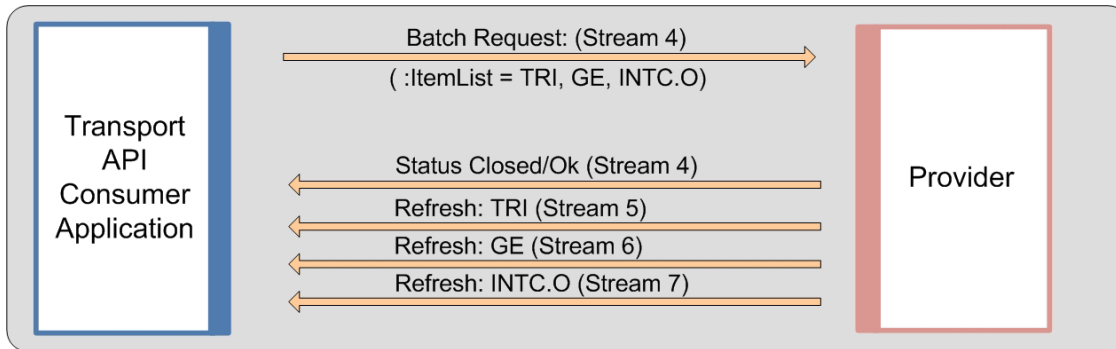 Transport
API
Consumer
Application
Batch Request: (Stream 4)
( :ItemList = TRI, GE, INTC.O)
Status Closed/Ok (Stream 4)
Refresh: TRI (Stream 5)
Refresh: GE (Stream 6)
Refresh: INTC.O (Stream 7)
Provider